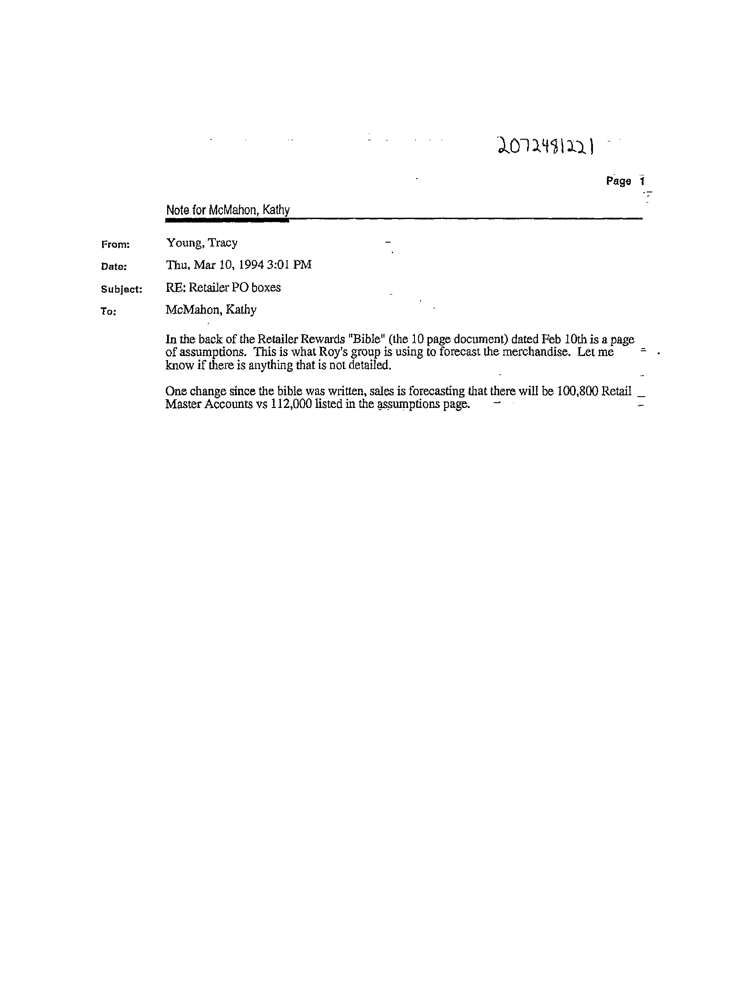 2072481221
Page 1
Note for McMahon, Kathy
From: Young, Tracy
Date: Thu, Mar 10, 1994 3:01 PM
Subject: RE: Retailer PO boxes
To: McMahon, Kathy
In the back of the Retailer Rewards "Bible" (the 10 page document) dated Feb 10th is a page
of assumptions. This is what Roy's group is using to forecast the merchandise. Let me
know if there is anything that is not detailed.
One change since the bible was written, sales is forecasting that there will be 100,800 Retail
Master Accounts vs 112,000 listed in the assumptions page.